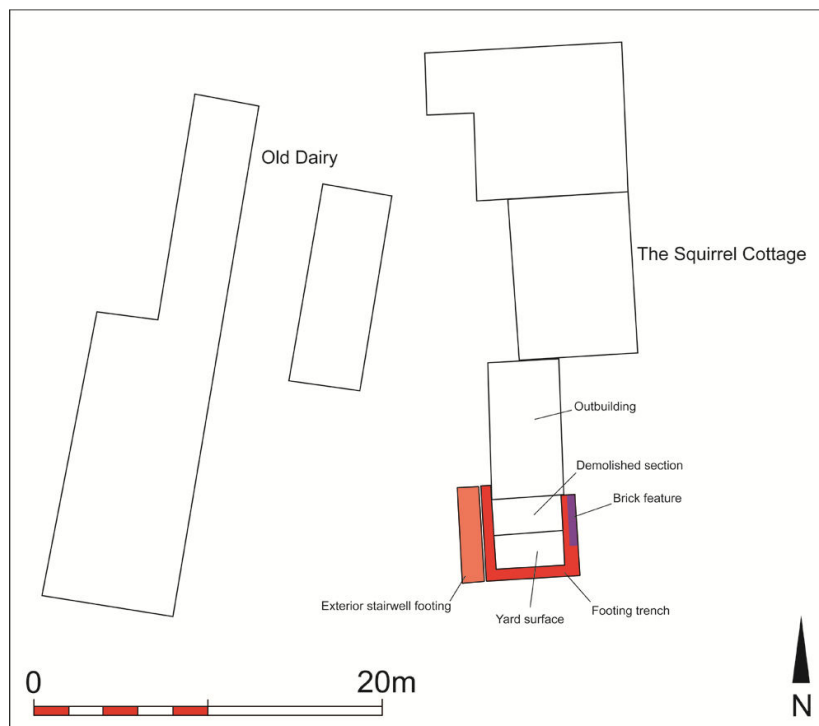 Old Dairy
The Squirrel Cottage
Outbuilding
Demolished section
Brick feature
Exterior stairwell footing
Yard surface
Footing trench
0
20m
N